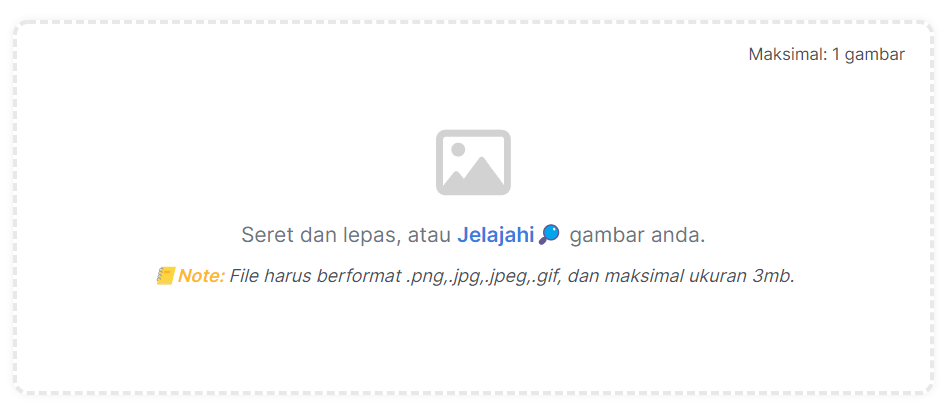 Maksimal: 1 gambar
Seret dan lepas, atau Jelajahi🔎 gambar anda.
📒Note: File harus berformat .png,.jpg,.jpeg,.gif, dan maksimal ukuran 3mb.